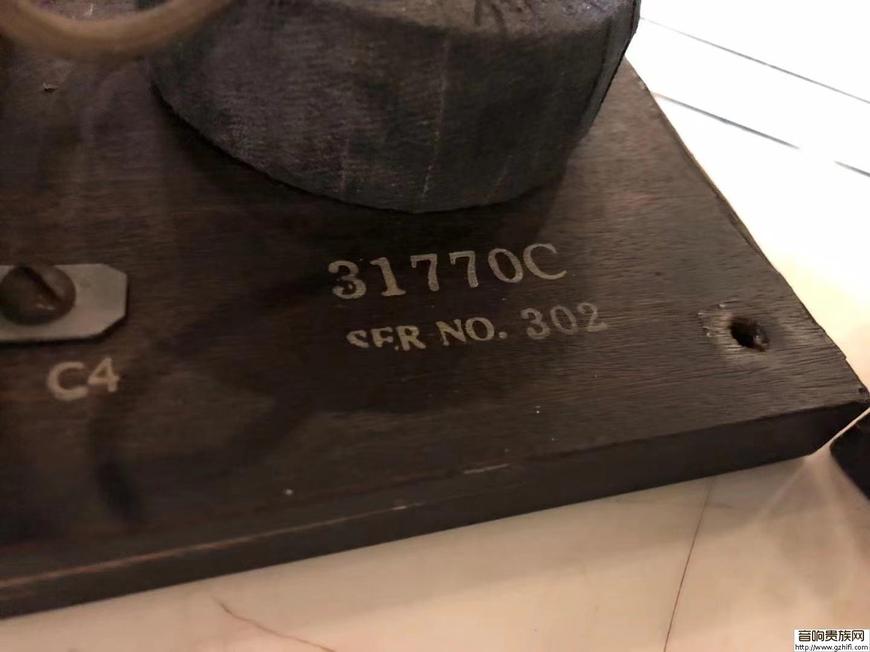 31770C
SER NO. 302
C4
音响贵族网
http://www.gzhifi.com